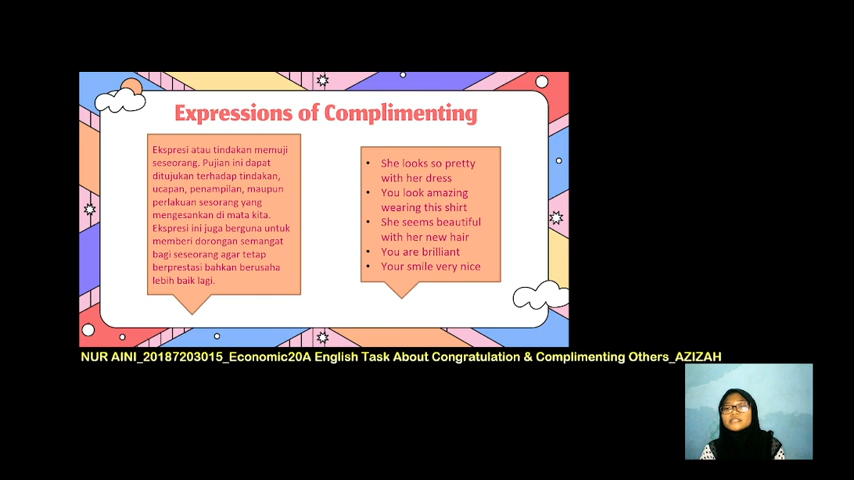 Expressions of Complimenting
Ekspresi atau tindakan memuji
seseorang. Pujian ini dapat
ditujukan terhadap tindakan,
ucapan, penampilan, maupun
perlakuan sesorang yang
mengesankan di mata kita.
Ekspresi ini juga berguna untuk
memberi dorongan semangat
bagi seseorang agar tetap
berprestasi bahkan berusaha
lebih baik lagi.
• She looks so pretty
with her dress
• You look amazing
wearing this shirt
• She seems beautiful
with her new hair
• You are brilliant
• Your smile very nice
NUR AINI_20187203015_Economic20A English Task About Congratulation & Complimenting Others_AZIZAH